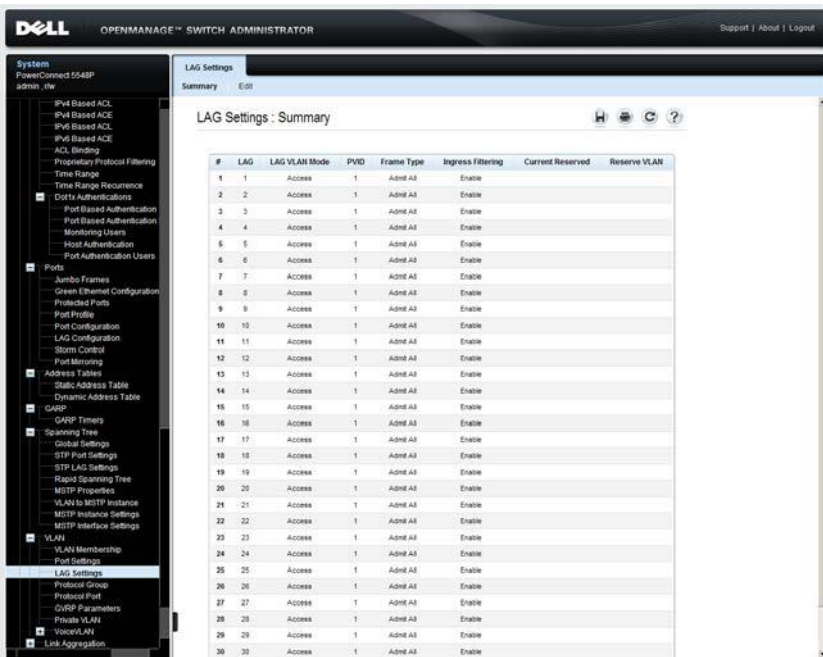 DELL OPENMANAGE™ SWITCH ADMINISTRATOR
Support | About | Logout
System
PowerConnect 5548P
admin , r/w
IPv4 Based ACL
IPv4 Based ACE
IPv6 Based ACL
IPv6 Based ACE
ACL Binding
Proprietary Protocol Filtering
Time Range
Time Range Recurrence
Dot1x Authentications
Port Based Authentication
Port Based Authentication
Monitoring Users
Host Authentication
Port Authentication Users
Ports
Jumbo Frames
Green Ethernet Configuration
Protected Ports
Port Profile
Port Configuration
LAG Configuration
Storm Control
Port Mirroring
Address Tables
Static Address Table
Dynamic Address Table
GARP
GARP Timers
Spanning Tree
Global Settings
STP Port Settings
STP LAG Settings
Rapid Spanning Tree
MSTP Properties
VLAN to MSTP Instance
MSTP Instance Settings
MSTP Interface Settings
VLAN
VLAN Membership
Port Settings
LAG Settings
Protocol Group
Protocol Port
GVRP Parameters
Private VLAN
VoiceVLAN
Link Aggregation
LAG Settings
Summary Edit
LAG Settings : Summary
# LAG LAG VLAN Mode PVID Frame Type Ingress Filtering Current Reserved Reserve VLAN
1 1 Access 1 Admit All Enable
2 2 Access 1 Admit All Enable
3 3 Access 1 Admit All Enable
4 4 Access 1 Admit All Enable
5 5 Access 1 Admit All Enable
6 6 Access 1 Admit All Enable
7 7 Access 1 Admit All Enable
8 8 Access 1 Admit All Enable
9 9 Access 1 Admit All Enable
10 10 Access 1 Admit All Enable
11 11 Access 1 Admit All Enable
12 12 Access 1 Admit All Enable
13 13 Access 1 Admit All Enable
14 14 Access 1 Admit All Enable
15 15 Access 1 Admit All Enable
16 16 Access 1 Admit All Enable
17 17 Access 1 Admit All Enable
18 18 Access 1 Admit All Enable
19 19 Access 1 Admit All Enable
20 20 Access 1 Admit All Enable
21 21 Access 1 Admit All Enable
22 22 Access 1 Admit All Enable
23 23 Access 1 Admit All Enable
24 24 Access 1 Admit All Enable
25 25 Access 1 Admit All Enable
26 26 Access 1 Admit All Enable
27 27 Access 1 Admit All Enable
28 28 Access 1 Admit All Enable
29 29 Access 1 Admit All Enable
30 30 Access 1 Admit All Enable